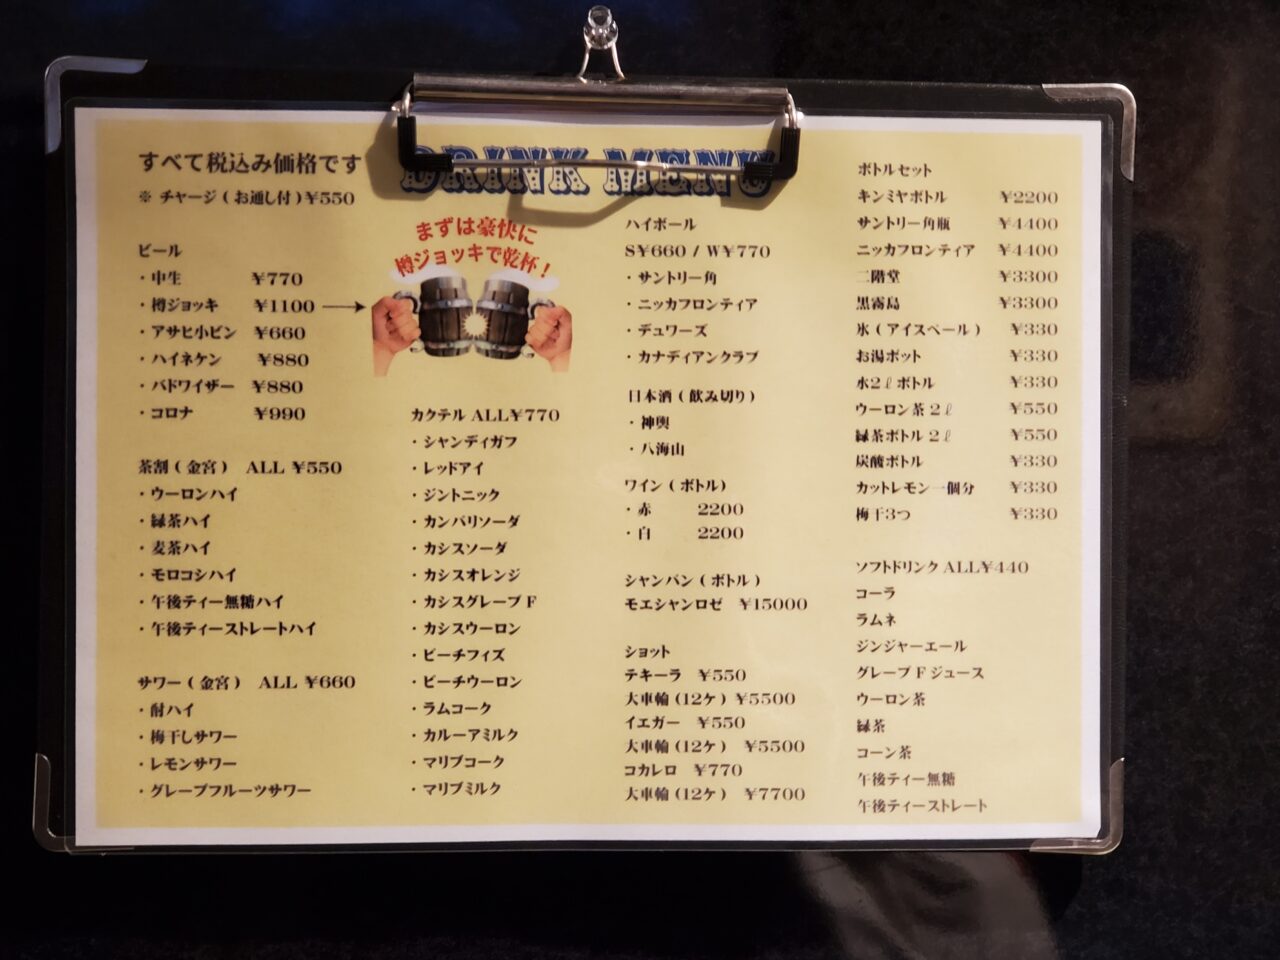 すべて税込み価格です
※ チャージ ( お通し付 ) ¥550
ビール
・中生 ¥770
・樽ジョッキ ¥1100
・アサヒ小ビン ¥660
・ハイネケン ¥880
・バドワイザー ¥880
・コロナ ¥990
茶割 ( 金宮 ) ALL ¥550
・ウーロンハイ
・緑茶ハイ
・麦茶ハイ
・モロコシハイ
・午後ティー無糖ハイ
・午後ティーストレートハイ
サワー ( 金宮 ) ALL ¥660
・酎ハイ
・梅干しサワー
・レモンサワー
・グレープフルーツサワー
DRINK MENU
まずは豪快に
樽ジョッキで乾杯！
カクテル ALL¥770
・シャンディガフ
・レッドアイ
・ジントニック
・カンパリソーダ
・カシスソーダ
・カシスオレンジ
・カシスグレープ F
・カシスウーロン
・ピーチフィズ
・ピーチウーロン
・ラムコーク
・カルーアミルク
・マリブコーク
・マリブミルク
ハイボール
S¥660 / W¥770
・サントリー角
・ニッカフロンティア
・デュワーズ
・カナディアンクラブ
日本酒 ( 飲み切り )
・神輿
・八海山
ワイン ( ボトル )
・赤 2200
・白 2200
シャンパン ( ボトル )
モエシャンロゼ ¥15000
ショット
テキーラ ¥550
大車輪 (12ケ ) ¥5500
イエガー ¥550
大車輪 (12ケ ) ¥5500
コカレロ ¥770
大車輪 (12ケ ) ¥7700
ボトルセット
キンミヤボトル ¥2200
サントリー角瓶 ¥4400
ニッカフロンティア ¥4400
二階堂 ¥3300
黒霧島 ¥3300
氷 ( アイスペール ) ¥330
お湯ポット ¥330
水2ℓボトル ¥330
ウーロン茶 2ℓ ¥550
緑茶ボトル 2ℓ ¥550
炭酸ボトル ¥330
カットレモン一個分 ¥330
梅干3つ ¥330
ソフトドリンク ALL¥440
コーラ
ラムネ
ジンジャーエール
グレープ F ジュース
ウーロン茶
緑茶
コーン茶
午後ティー無糖
午後ティーストレート